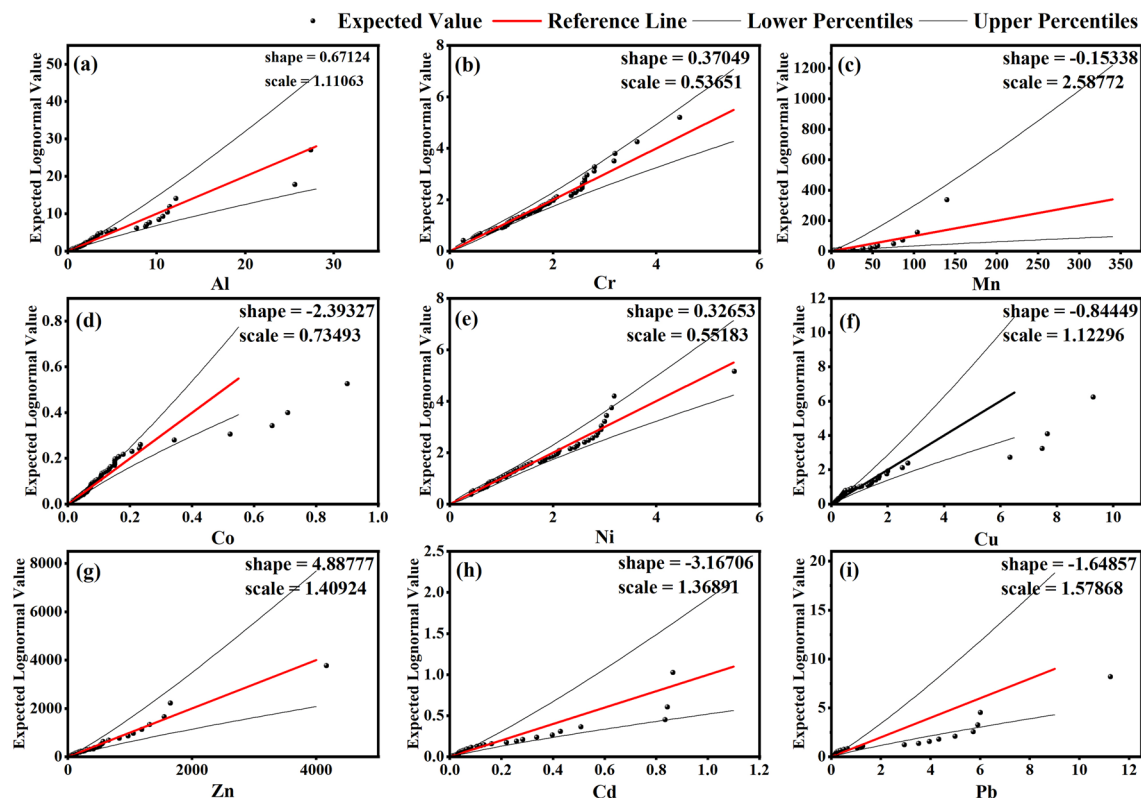 Expected Value Reference Line Lower Percentiles Upper Percentiles
(a)
shape = 0.67124
scale = 1.11063
Expected Lognormal Value
50
40
30
20
10
0
0 10 20 30
Al
(b)
shape = 0.37049
scale = 0.53651
Expected Lognormal Value
8
6
4
2
0
0 2 4 6
Cr
(c)
shape = -0.15338
scale = 2.58772
Expected Lognormal Value
1200
1000
800
600
400
200
0
0 50 100 150 200 250 300 350
Mn
(d)
shape = -2.39327
scale = 0.73493
Expected Lognormal Value
0.8
0.6
0.4
0.2
0.0
0.0 0.2 0.4 0.6 0.8 1.0
Co
(e)
shape = 0.32653
scale = 0.55183
Expected Lognormal Value
8
6
4
2
0
0 2 4 6
Ni
(f)
shape = -0.84449
scale = 1.12296
Expected Lognormal Value
12
10
8
6
4
2
0
0 2 4 6 8 10
Cu
(g)
shape = 4.88777
scale = 1.40924
Expected Lognormal Value
8000
6000
4000
2000
0
0 2000 4000
Zn
(h)
shape = -3.16706
scale = 1.36891
Expected Lognormal Value
2.5
2.0
1.5
1.0
0.5
0.0
0.0 0.2 0.4 0.6 0.8 1.0 1.2
Cd
(i)
shape = -1.64857
scale = 1.57868
Expected Lognormal Value
20
15
10
5
0
0 2 4 6 8 10 12
Pb